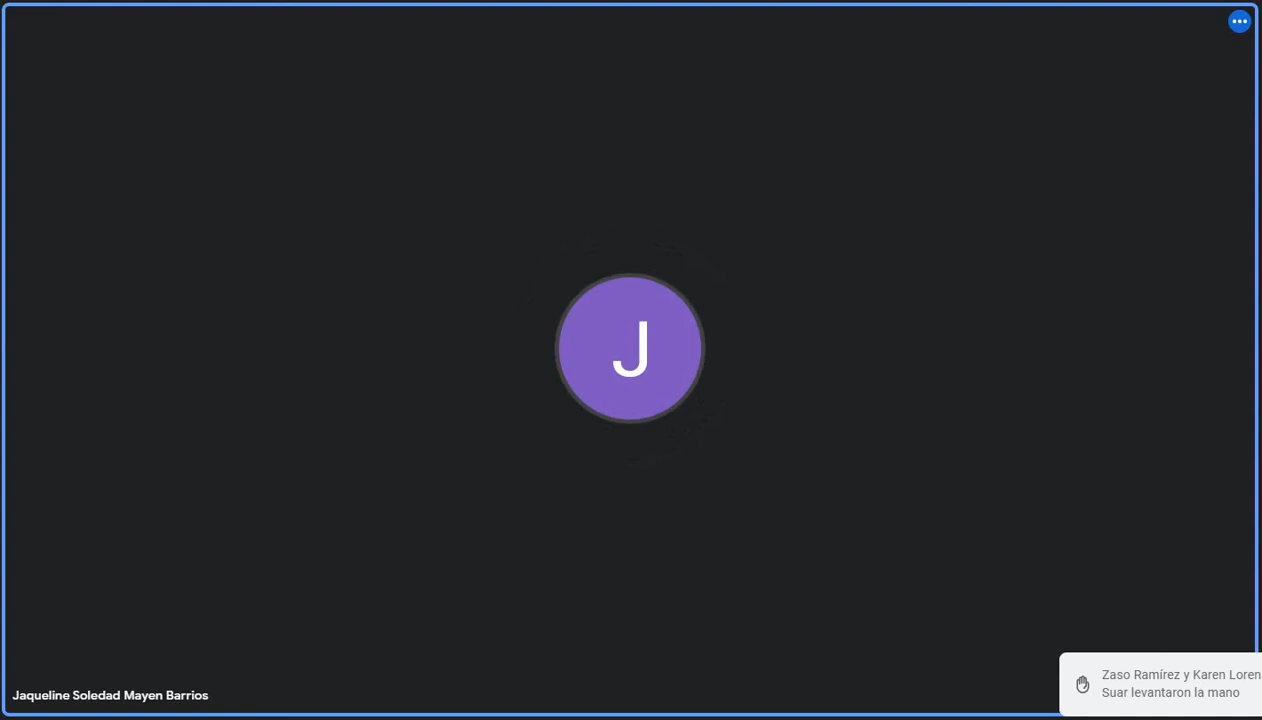 J
Jaqueline Soledad Mayen Barrios
Zaso Ramírez y Karen Loren
Suar levantaron la mano